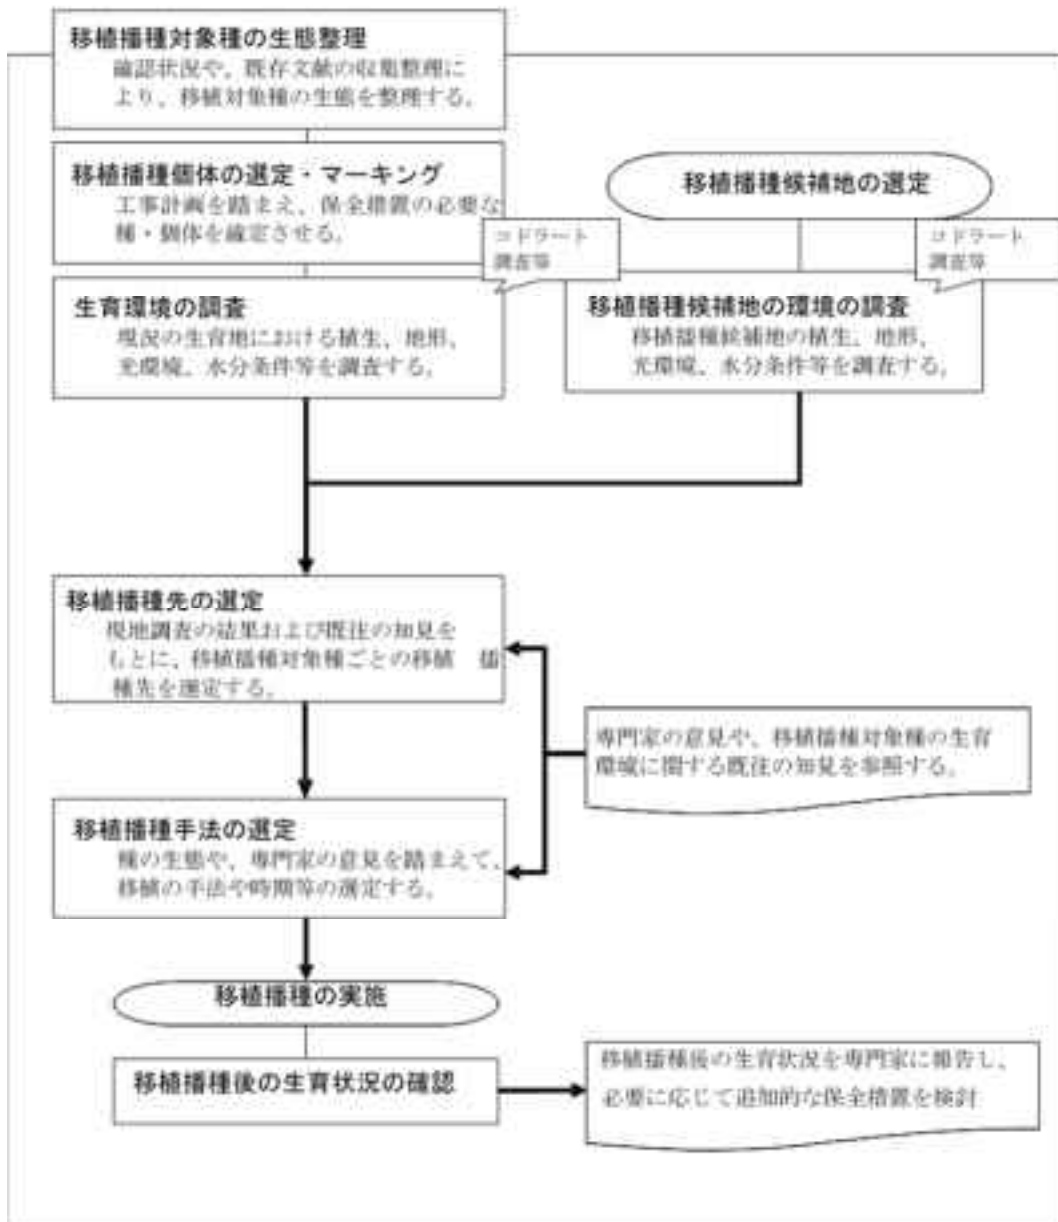 移植播種対象種の生態整理
確認状況や、既存文献の収集整理に
より、移植対象種の生態を整理する。
移植播種個体の選定・マーキング
工事計画を踏まえ、保全措置の必要な
種・個体を確定させる。
移植播種候補地の選定
コドラート
調査等
コドラート
調査等
生育環境の調査
現況の生育地における植生、地形、
光環境、水分条件等を調査する。
移植播種候補地の環境の調査
移植播種候補地の植生、地形、
光環境、水分条件等を調査する。
移植播種先の選定
現地調査の結果および既往の知見を
もとに、移植播種対象種ごとの移植 播
種先を選定する。
専門家の意見や、移植播種対象種の生育
環境に関する既往の知見を参照する。
移植播種手法の選定
種の生態や、専門家の意見を踏まえて、
移植の手法や時期等の選定する。
移植播種の実施
移植播種後の生育状況の確認
移植播種後の生育状況を専門家に報告し、
必要に応じて追加的な保全措置を検討